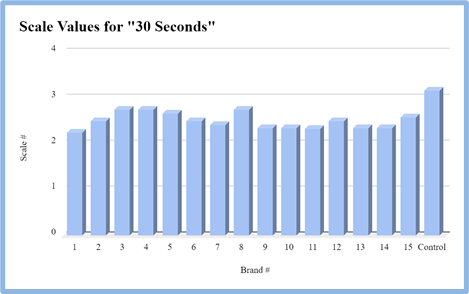 Scale Values for "30 Seconds"
4
3
2
1
0
Scale #
1 2 3 4 5 6 7 8 9 10 11 12 13 14 15 Control
Brand #